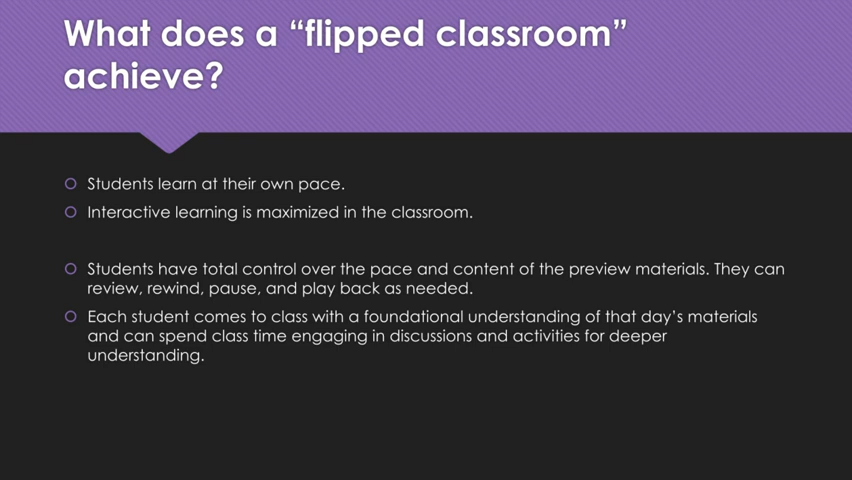 What does a “flipped classroom”
achieve?
Students learn at their own pace.
Interactive learning is maximized in the classroom.
Students have total control over the pace and content of the preview materials. They can
review, rewind, pause, and play back as needed.
Each student comes to class with a foundational understanding of that day’s materials
and can spend class time engaging in discussions and activities for deeper
understanding.